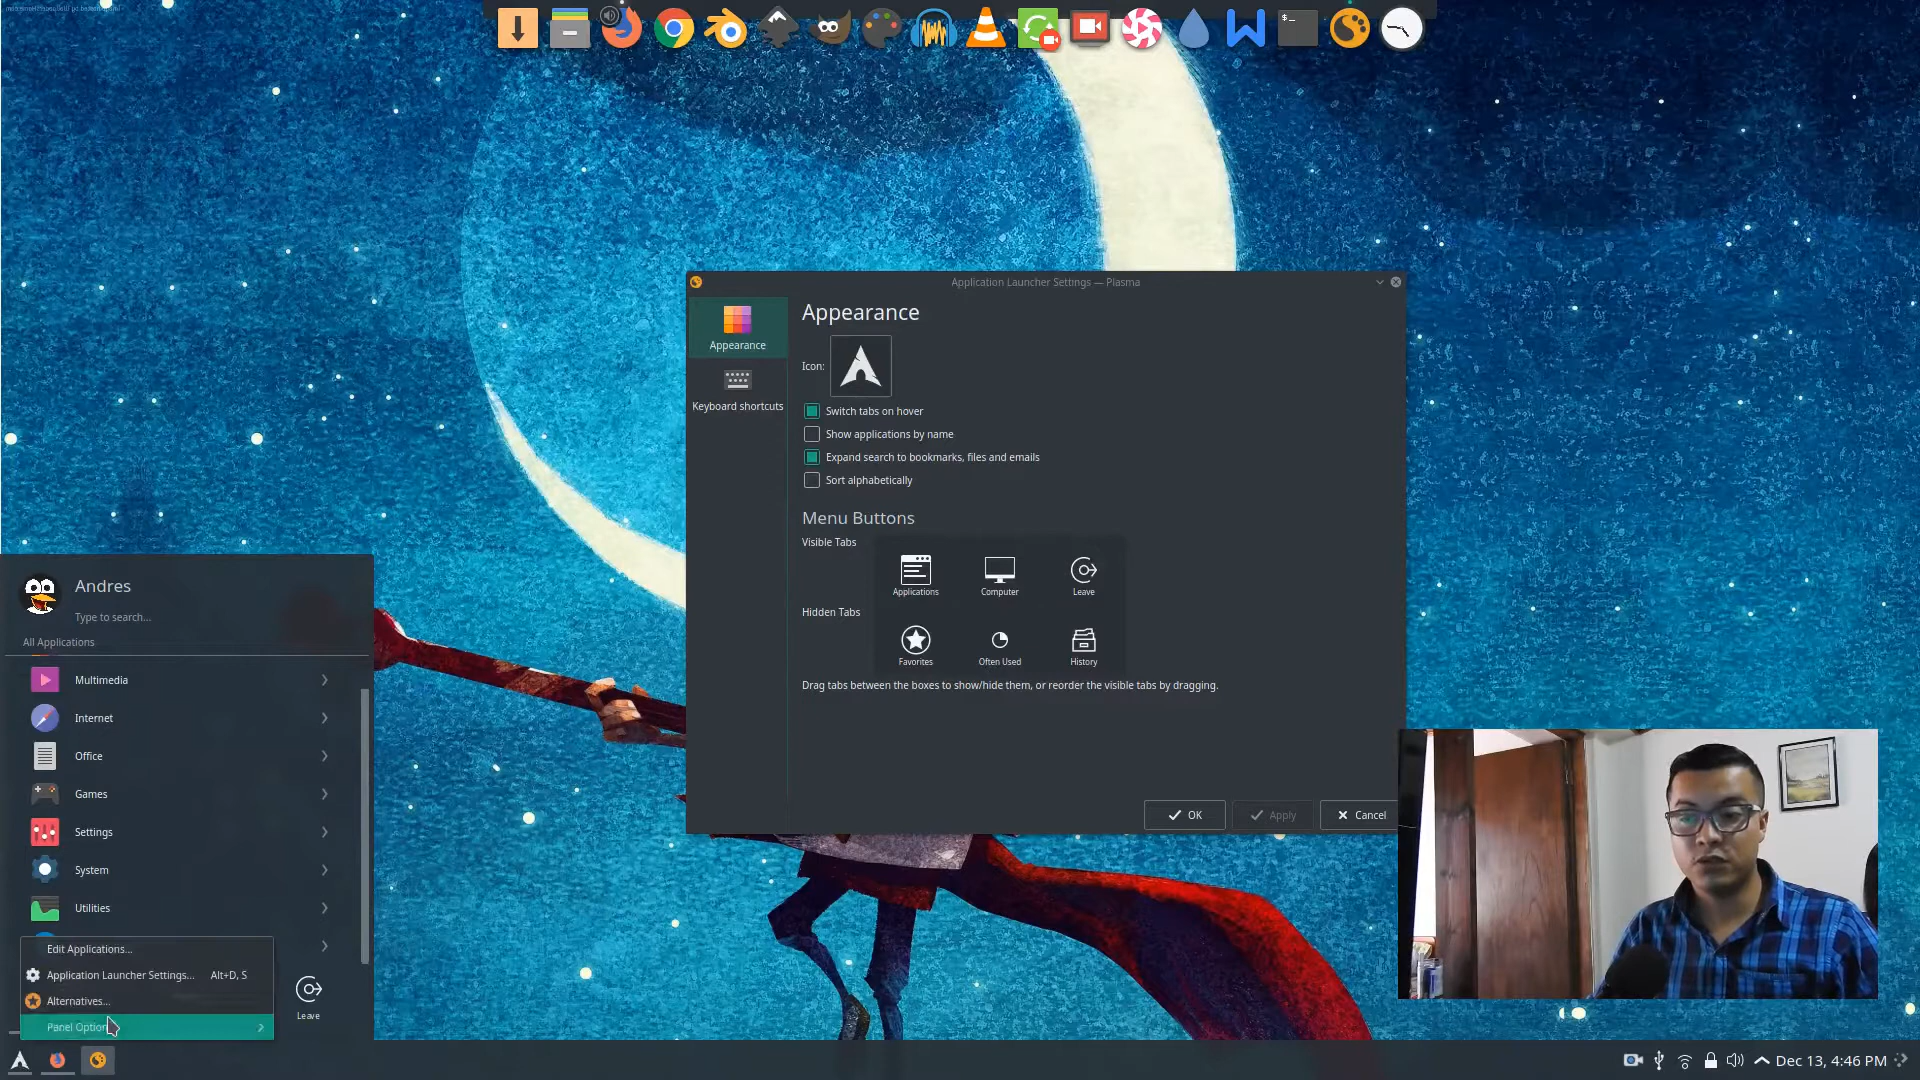 Application Launcher Settings — Plasma
Appearance
Keyboard shortcuts
Appearance
Icon:
Switch tabs on hover
Show applications by name
Expand search to bookmarks, files and emails
Sort alphabetically
Menu Buttons
Visible Tabs
Applications
Computer
Leave
Hidden Tabs
Favorites
Often Used
History
Drag tabs between the boxes to show/hide them, or reorder the visible tabs by dragging.
OK
Apply
Cancel
Andres
Type to search...
All Applications
Multimedia
Internet
Office
Games
Settings
System
Utilities
Edit Applications...
Application Launcher Settings... Alt+D, S
Alternatives...
Panel Option
Leave
Dec 13, 4:46 PM